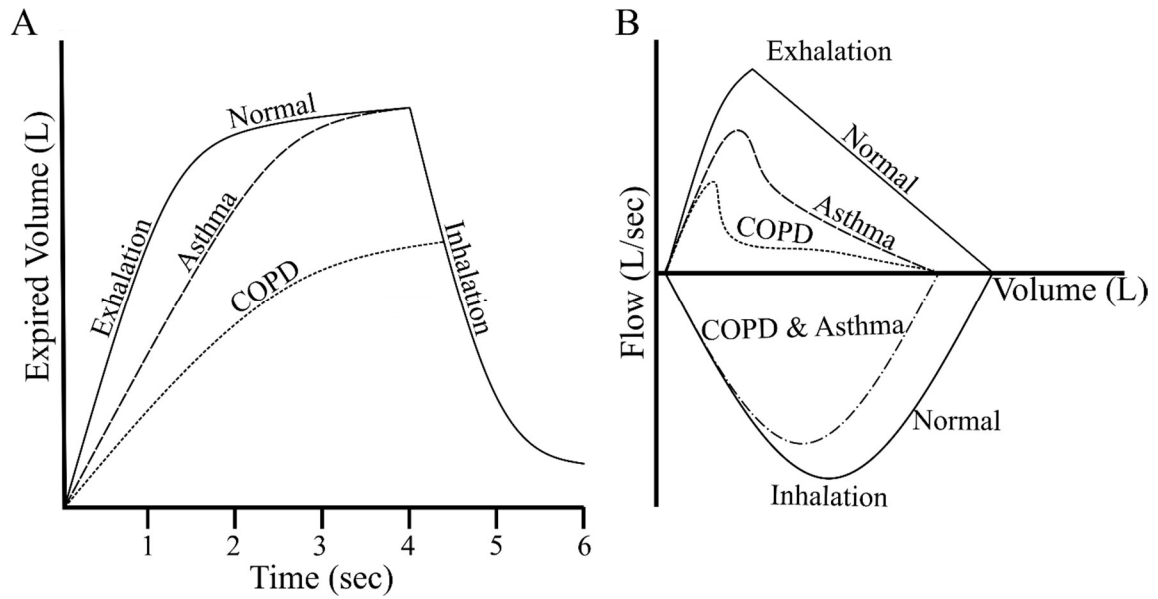 A
Expired Volume (L)
Exhalation
Normal
Asthma
COPD
Inhalation
1 2 3 4 5 6
Time (sec)
B
Flow (L/sec)
Exhalation
Normal
Asthma
COPD
Volume (L)
COPD & Asthma
Normal
Inhalation